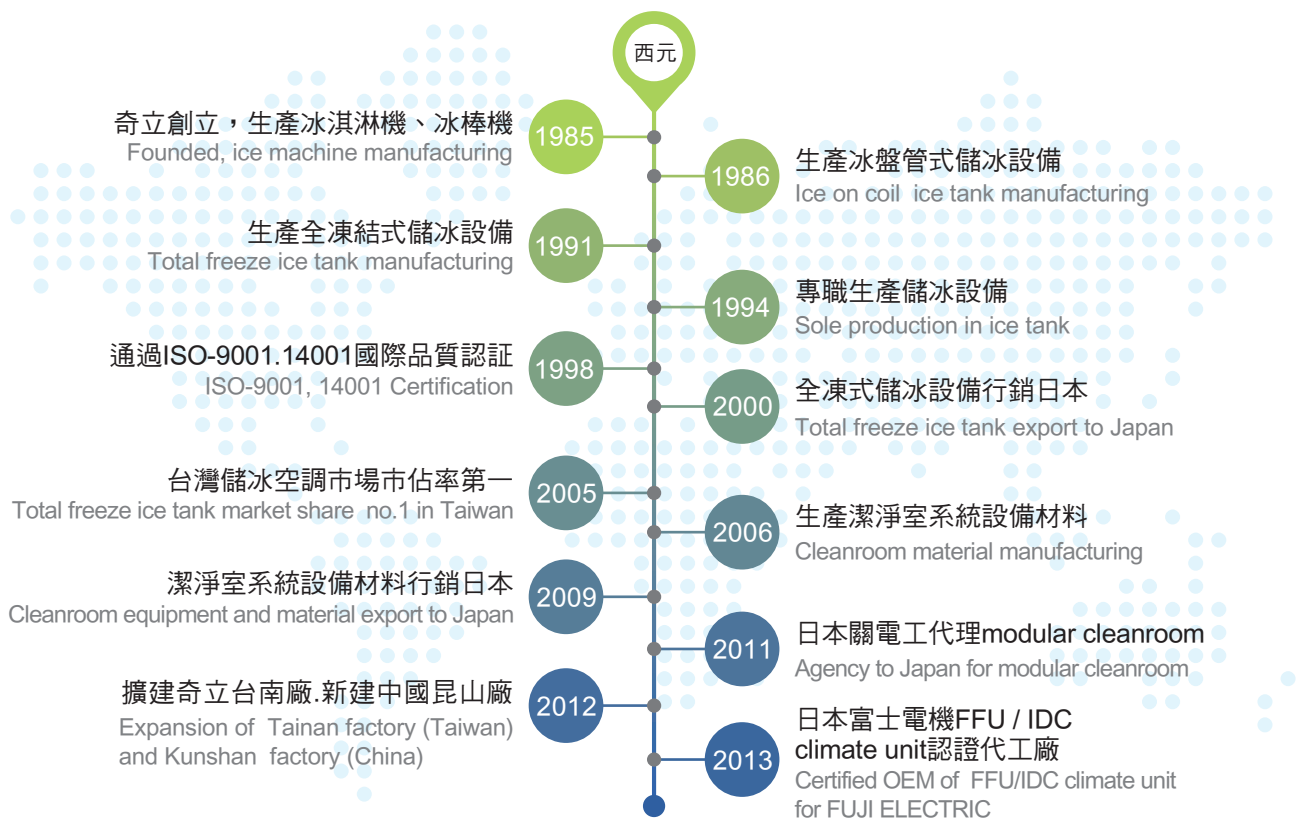 西元
1985
奇立創立，生產冰淇淋機、冰棒機
Founded, ice machine manufacturing
1986
生產冰盤管式儲冰設備
Ice on coil ice tank manufacturing
1991
生產全凍結式儲冰設備
Total freeze ice tank manufacturing
1994
專職生產儲冰設備
Sole production in ice tank
1998
通過ISO-9001.14001國際品質認証
ISO-9001, 14001 Certification
2000
全凍式儲冰設備行銷日本
Total freeze ice tank export to Japan
2005
台灣儲冰空調市場市佔率第一
Total freeze ice tank market share no.1 in Taiwan
2006
生產潔淨室系統設備材料
Cleanroom material manufacturing
2009
潔淨室系統設備材料行銷日本
Cleanroom equipment and material export to Japan
2011
日本關電工代理modular cleanroom
Agency to Japan for modular cleanroom
2012
擴建奇立台南廠.新建中國昆山廠
Expansion of Tainan factory (Taiwan)
and Kunshan factory (China)
2013
日本富士電機FFU / IDC
climate unit認證代工廠
Certified OEM of FFU/IDC climate unit
for FUJI ELECTRIC